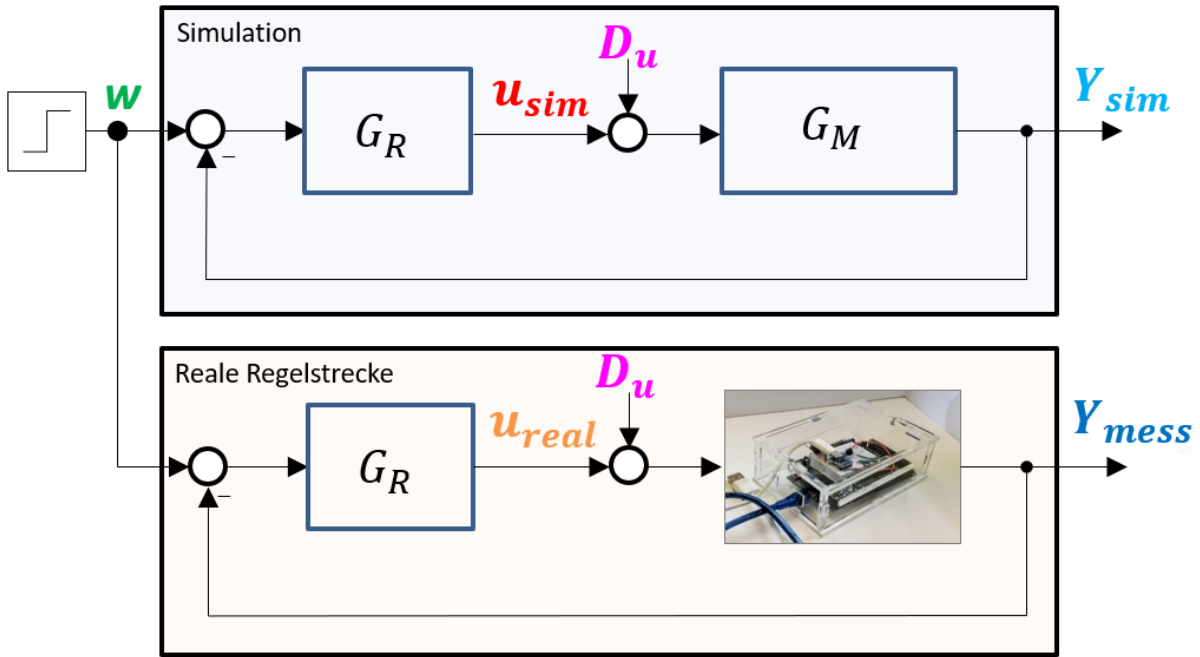 Simulation
w
G_R
u_sim
D_u
G_M
Y_sim
−
Reale Regelstrecke
G_R
u_real
D_u
Y_mess
−